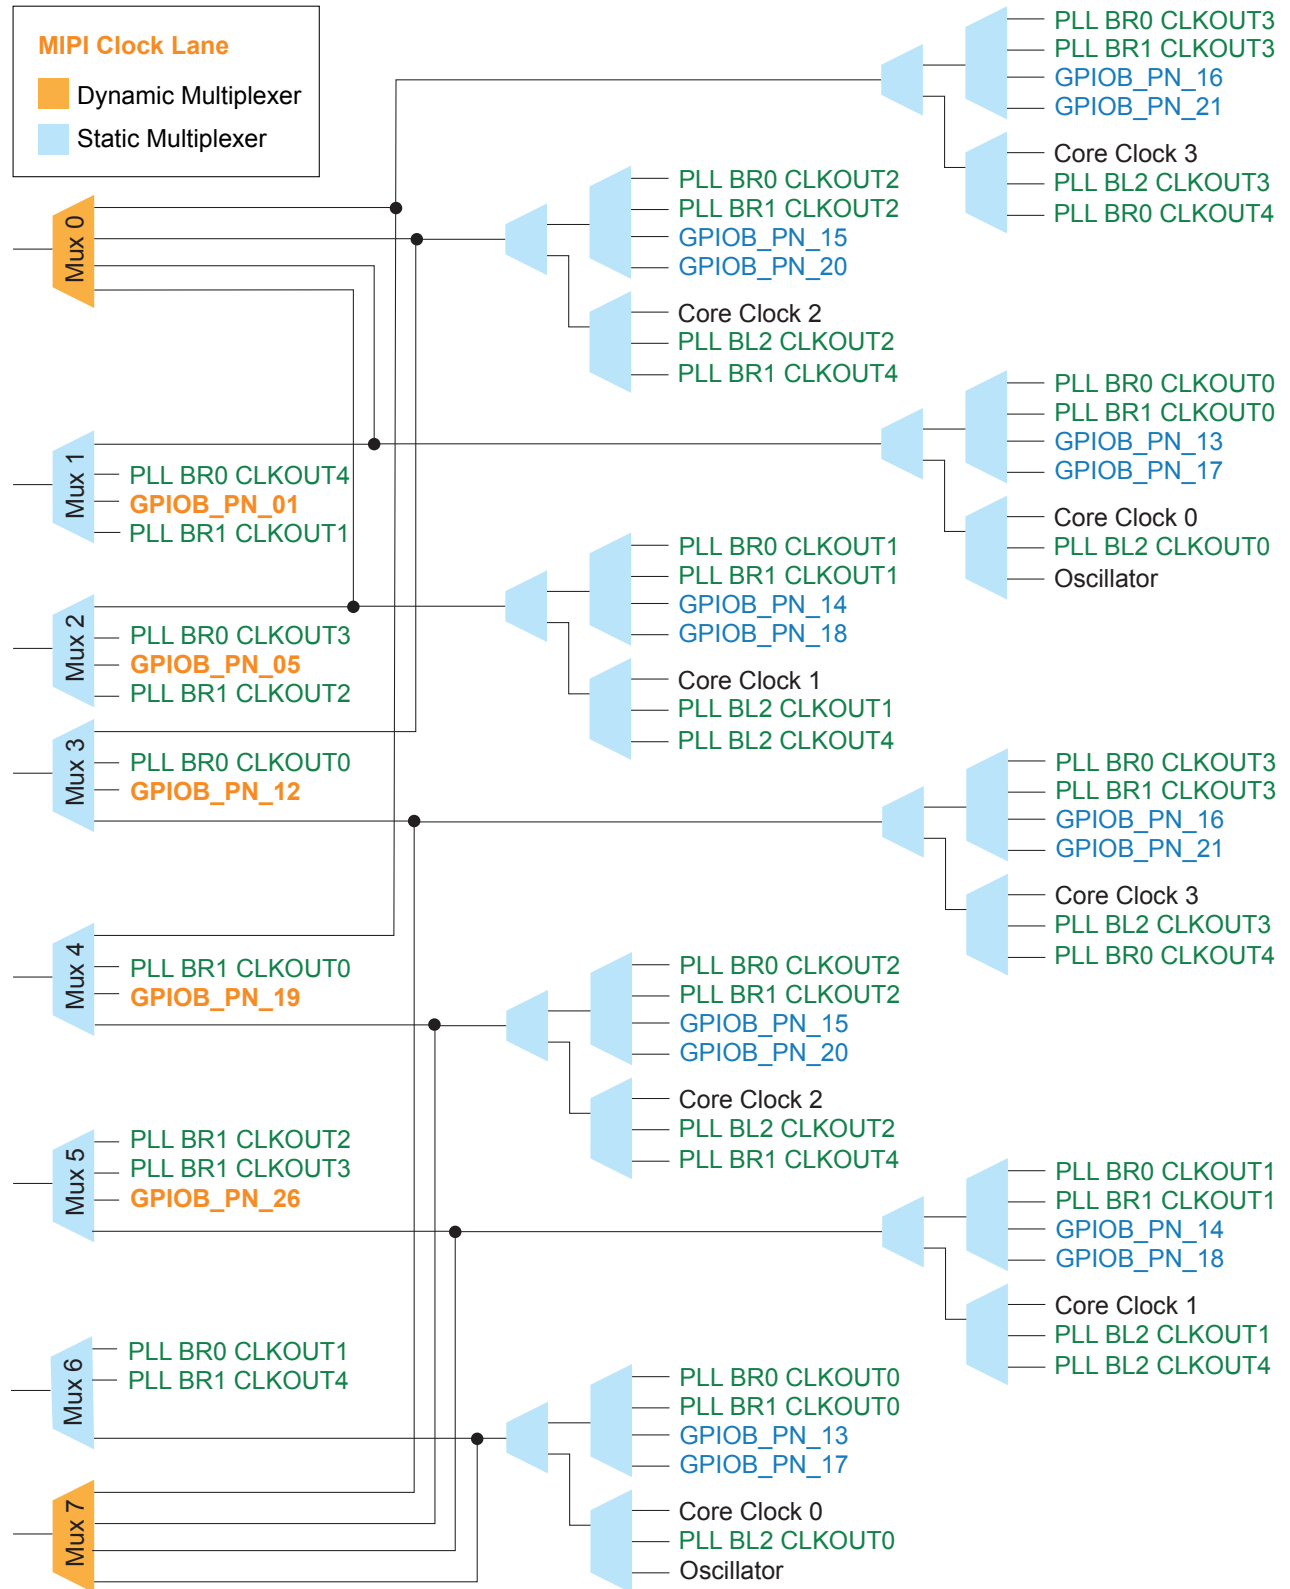 MIPI Clock Lane
Dynamic Multiplexer
Static Multiplexer
PLL BR0 CLKOUT3
PLL BR1 CLKOUT3
GPIOB_PN_16
GPIOB_PN_21
Core Clock 3
PLL BL2 CLKOUT3
PLL BR0 CLKOUT4
Mux 0
PLL BR0 CLKOUT2
PLL BR1 CLKOUT2
GPIOB_PN_15
GPIOB_PN_20
Core Clock 2
PLL BL2 CLKOUT2
PLL BR1 CLKOUT4
Mux 1
PLL BR0 CLKOUT4
GPIOB_PN_01
PLL BR1 CLKOUT1
PLL BR0 CLKOUT0
PLL BR1 CLKOUT0
GPIOB_PN_13
GPIOB_PN_17
Core Clock 0
PLL BL2 CLKOUT0
Oscillator
Mux 2
PLL BR0 CLKOUT3
GPIOB_PN_05
PLL BR1 CLKOUT2
PLL BR0 CLKOUT1
PLL BR1 CLKOUT1
GPIOB_PN_14
GPIOB_PN_18
Core Clock 1
PLL BL2 CLKOUT1
PLL BL2 CLKOUT4
Mux 3
PLL BR0 CLKOUT0
GPIOB_PN_12
PLL BR0 CLKOUT3
PLL BR1 CLKOUT3
GPIOB_PN_16
GPIOB_PN_21
Core Clock 3
PLL BL2 CLKOUT3
PLL BR0 CLKOUT4
Mux 4
PLL BR1 CLKOUT0
GPIOB_PN_19
PLL BR0 CLKOUT2
PLL BR1 CLKOUT2
GPIOB_PN_15
GPIOB_PN_20
Core Clock 2
PLL BL2 CLKOUT2
PLL BR1 CLKOUT4
Mux 5
PLL BR1 CLKOUT2
PLL BR1 CLKOUT3
GPIOB_PN_26
PLL BR0 CLKOUT1
PLL BR1 CLKOUT1
GPIOB_PN_14
GPIOB_PN_18
Core Clock 1
PLL BL2 CLKOUT1
PLL BL2 CLKOUT4
Mux 6
PLL BR0 CLKOUT1
PLL BR1 CLKOUT4
PLL BR0 CLKOUT0
PLL BR1 CLKOUT0
GPIOB_PN_13
GPIOB_PN_17
Core Clock 0
PLL BL2 CLKOUT0
Oscillator
Mux 7